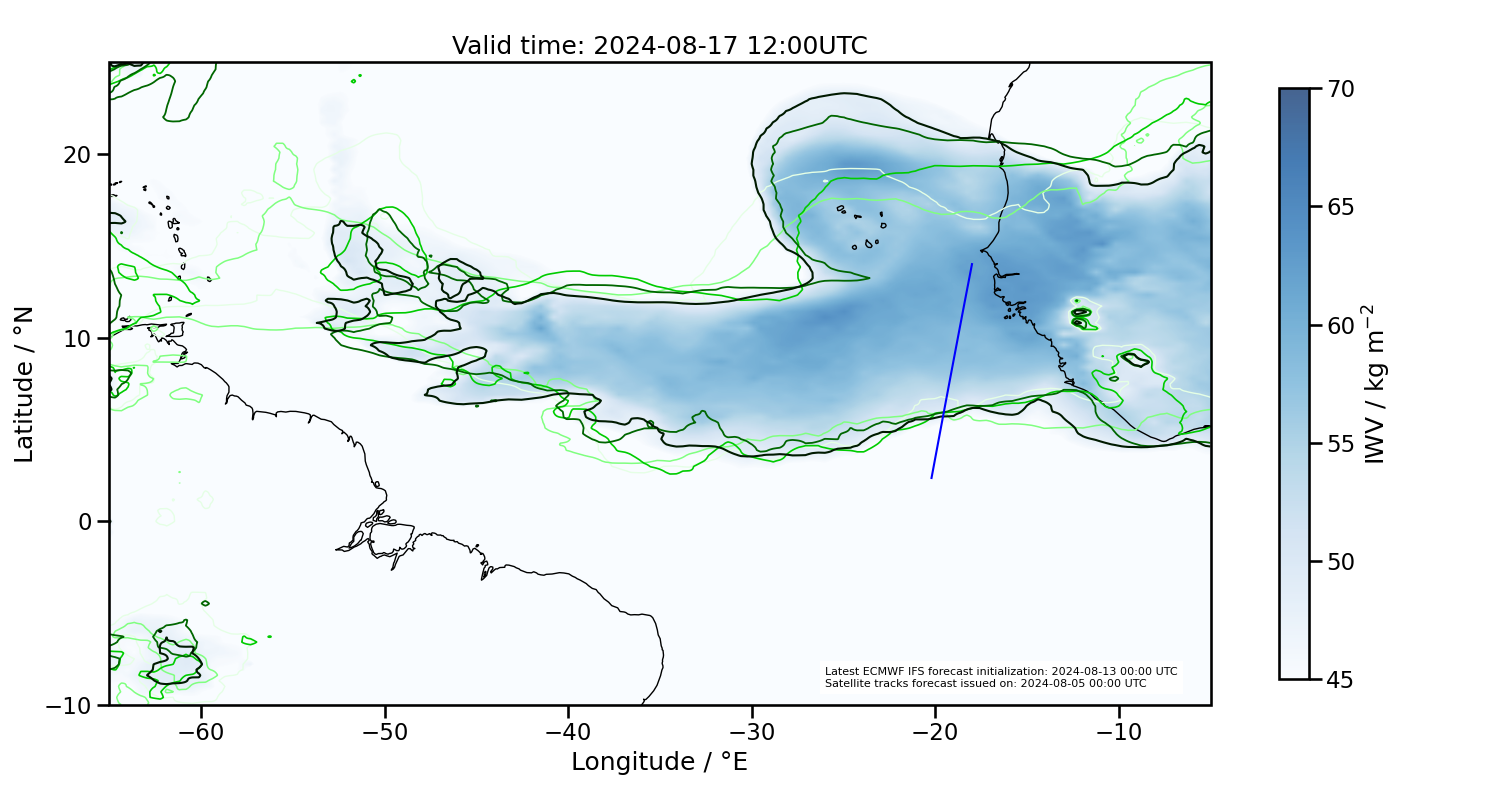 Valid time: 2024-08-17 12:00UTC
Latitude / °N
20
10
0
−10
−60
−50
−40
−30
−20
−10
Longitude / °E
Latest ECMWF IFS forecast initialization: 2024-08-13 00:00 UTC
Satellite tracks forecast issued on: 2024-08-05 00:00 UTC
70
65
60
55
50
45
IWV / kg m⁻²